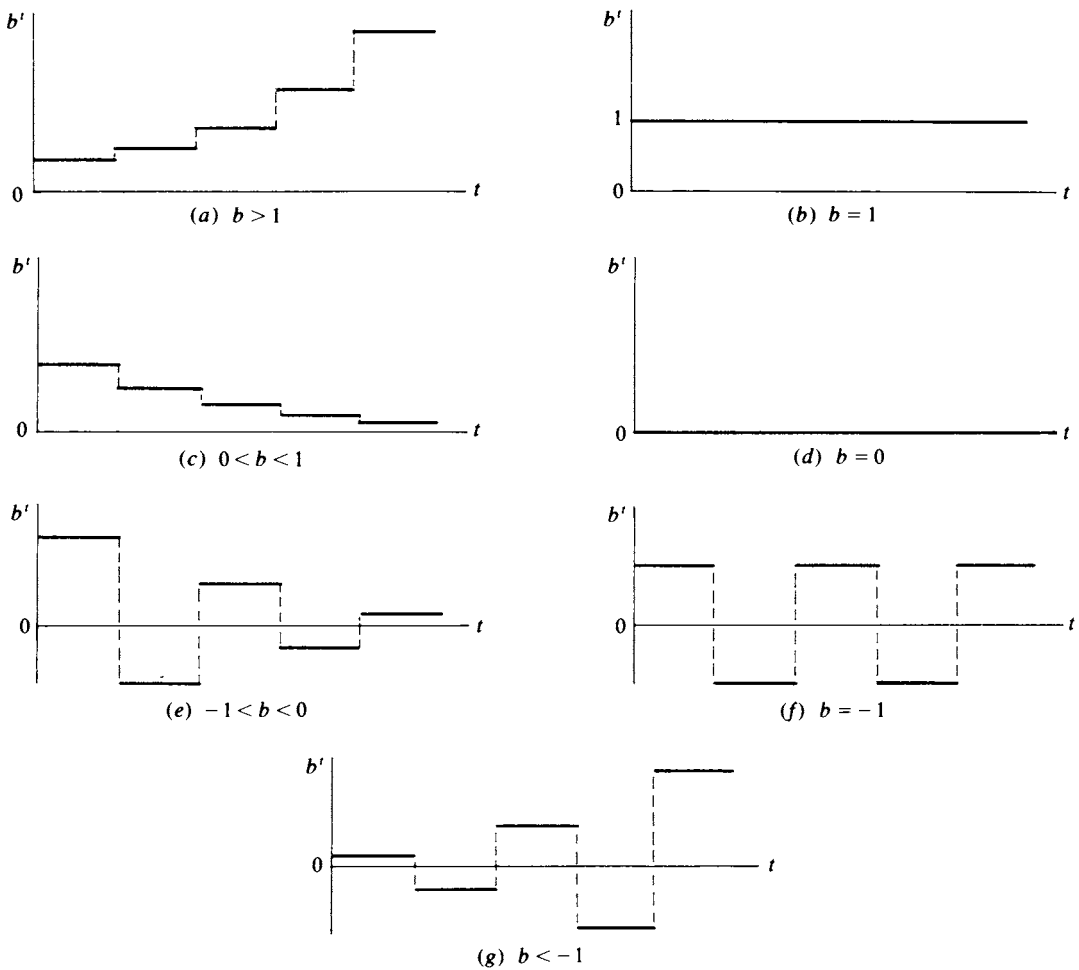 b^t
0
t
(a) b > 1
b^t
1
0
t
(b) b = 1
b^t
0
t
(c) 0 < b < 1
b^t
0
t
(d) b = 0
b^t
0
t
(e) −1 < b < 0
b^t
0
t
(f) b = −1
b^t
0
t
(g) b < −1